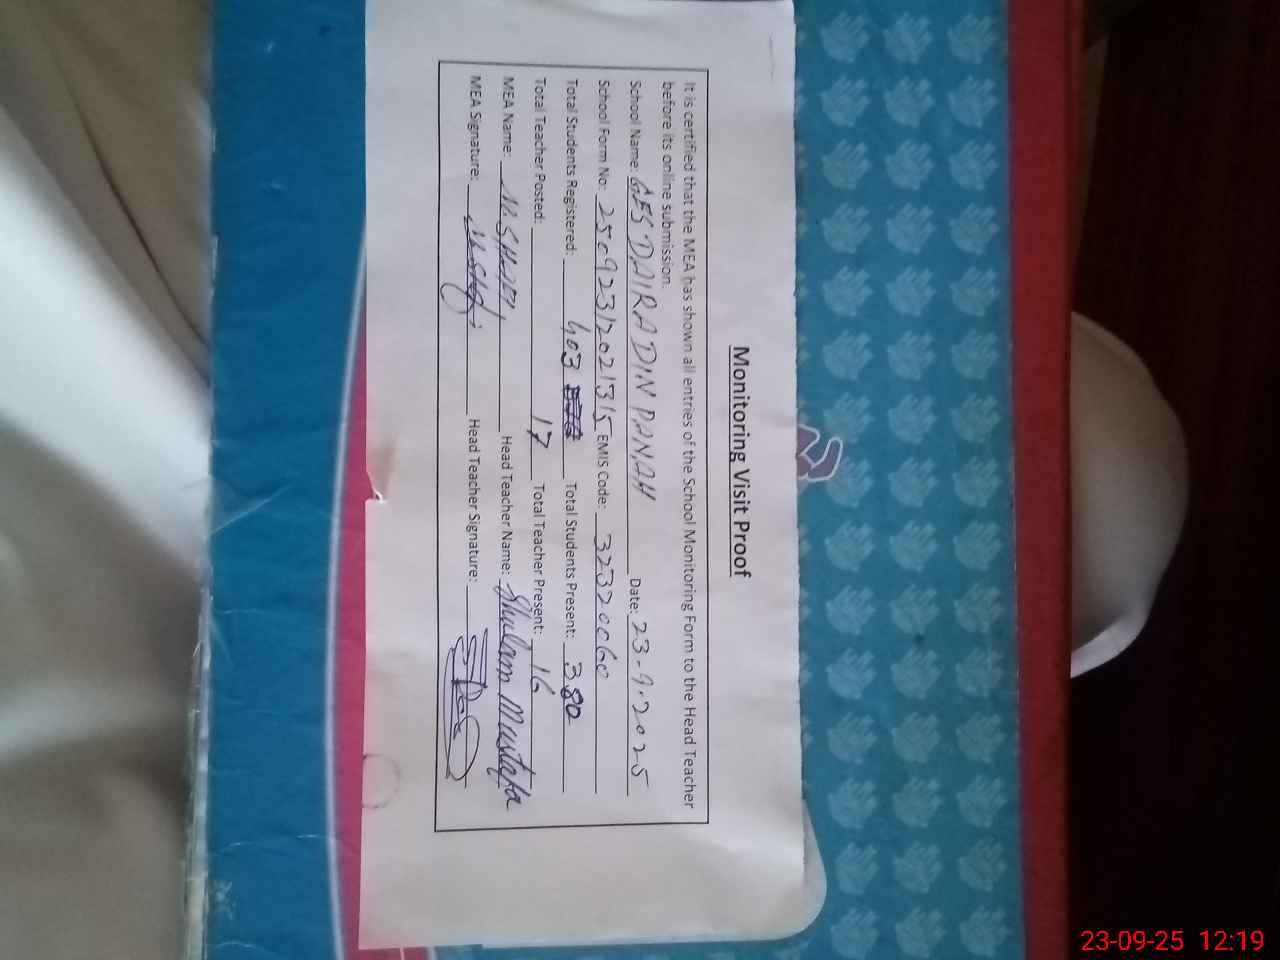 Monitoring Visit Proof
It is certified that the MEA has shown all entries of the School Monitoring Form to the Head Teacher
before its online submission.
School Name: GES DAIRA DIN PANAH Date: 23-9-2025
School Form No: 250923120213 15 EMIS Code: 32320060
Total Students Registered: 403 Total Students Present: 380
Total Teacher Posted: 17 Total Teacher Present: 16
MEA Name: M. SHAFI Head Teacher Name: Ghulam Mustafa
MEA Signature: M. Shafi Head Teacher Signature:
23-09-25 12:19